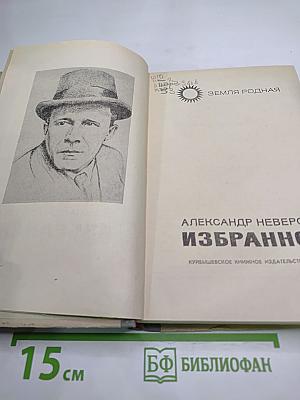 ЗЕМЛЯ РОДНАЯ
АЛЕКСАНДР НЕВЕРО
ИЗБРАННО
КУЙБЫШЕВСКОЕ КНИЖНОЕ ИЗДАТЕЛЬСТ
15 см
БФ БИБЛИОФАН